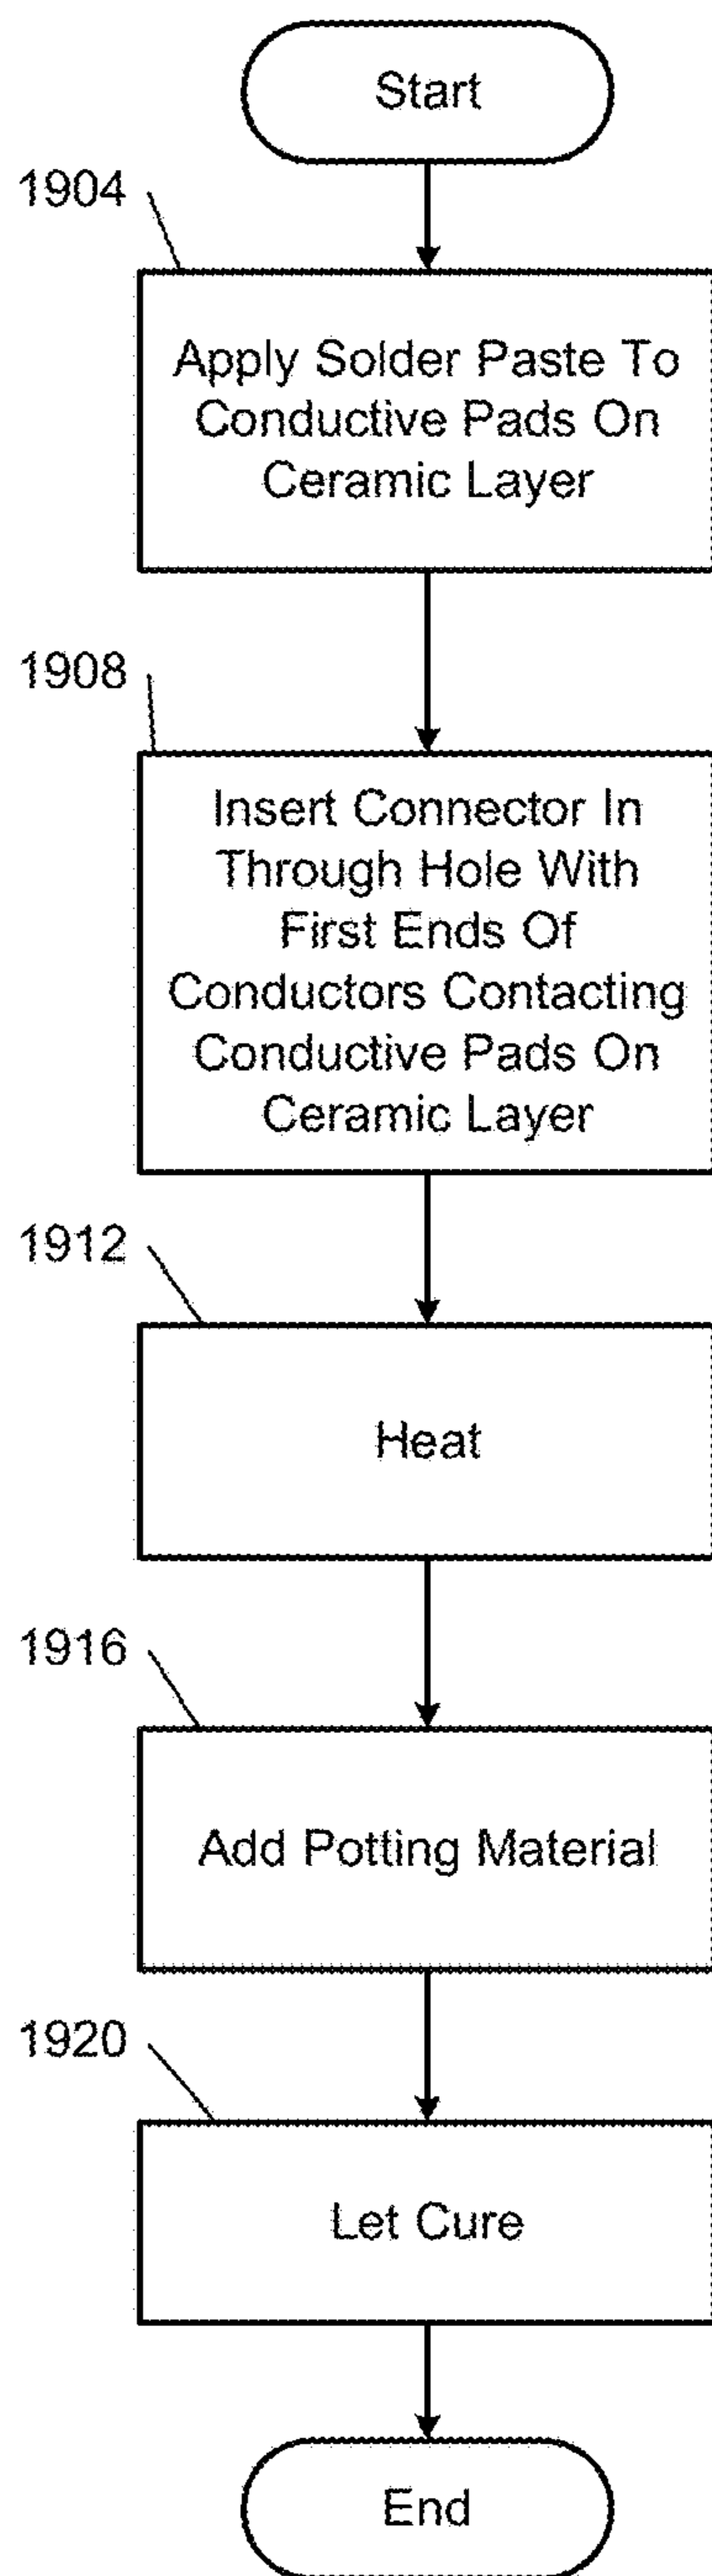 Start
1904
Apply Solder Paste To
Conductive Pads On
Ceramic Layer
1908
Insert Connector In
Through Hole With
First Ends Of
Conductors Contacting
Conductive Pads On
Ceramic Layer
1912
Heat
1916
Add Potting Material
1920
Let Cure
End